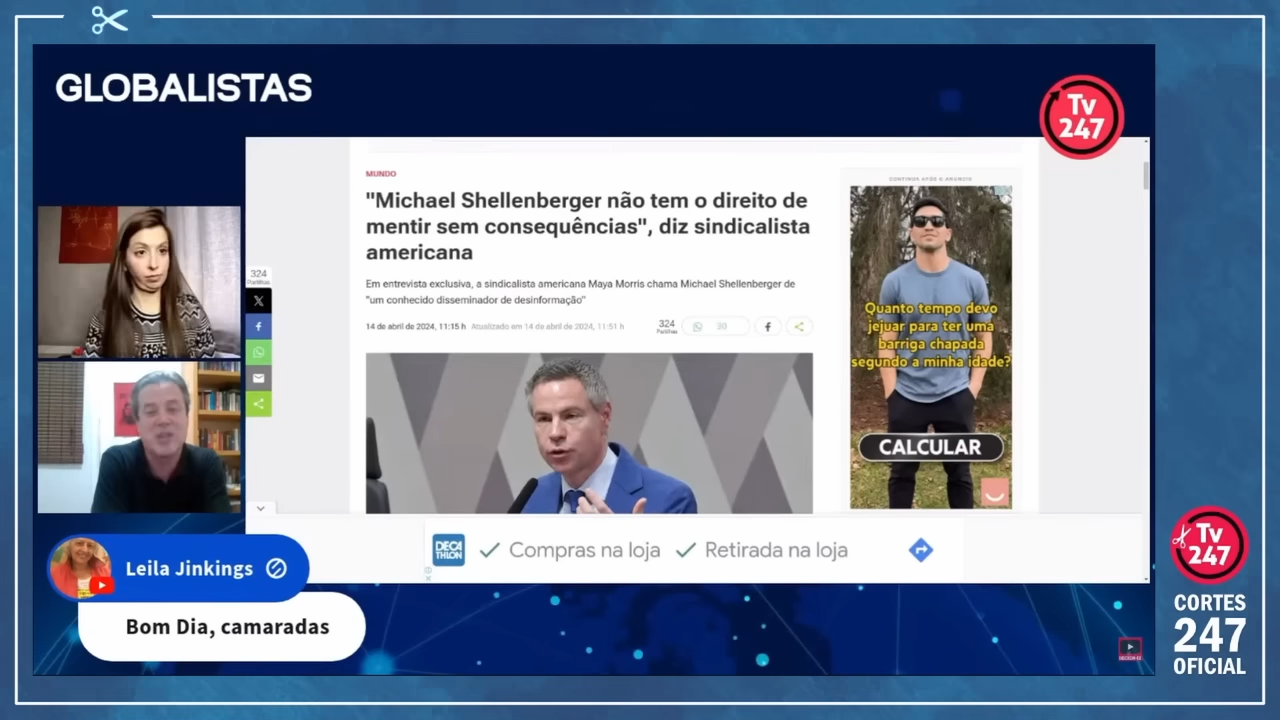 GLOBALISTAS
Tv
247
CONTINUA APÓS O ANÚNCIO
MUNDO
"Michael Shellenberger não tem o direito de
mentir sem consequências", diz sindicalista
americana
Em entrevista exclusiva, a sindicalista americana Maya Morris chama Michael Shellenberger de
"um conhecido disseminador de desinformação"
14 de abril de 2024, 11:15 h Atualizado em 14 de abril de 2024, 11:51 h
324
Partilhas
30
324
Partilhas
Quanto tempo devo
jejuar para ter uma
barriga chapada
segundo a minha idade?
CALCULAR
DECA
THLON
Compras na loja
Retirada na loja
Leila Jinkings
Bom Dia, camaradas
Tv
247
CORTES
247
OFICIAL